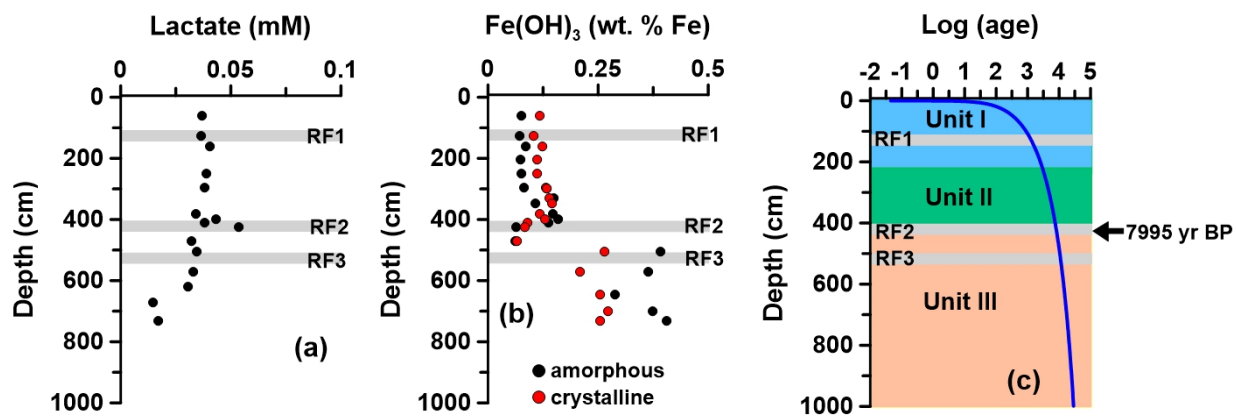 Lactate (mM)
0 0.05 0.1
Depth (cm)
0
200
400
600
800
1000
RF1
RF2
RF3
(a)
Fe(OH)3 (wt. % Fe)
0 0.25 0.5
Depth (cm)
0
200
400
600
800
1000
RF1
RF2
RF3
(b)
amorphous
crystalline
Log (age)
-2 -1 0 1 2 3 4 5
Depth (cm)
0
200
400
600
800
1000
Unit I
RF1
Unit II
RF2
7995 yr BP
RF3
Unit III
(c)